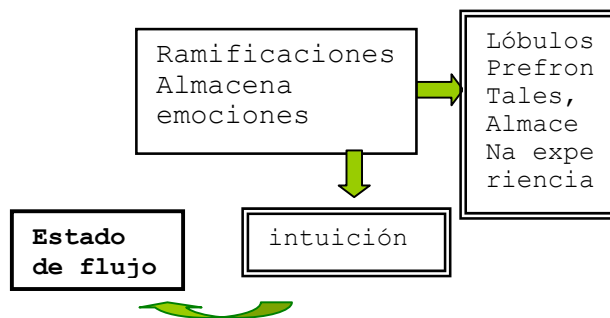 Ramificaciones
Almacena
emociones
Lóbulos
Prefron
Tales,
Almace
Na expe
riencia
intuición
Estado
de flujo